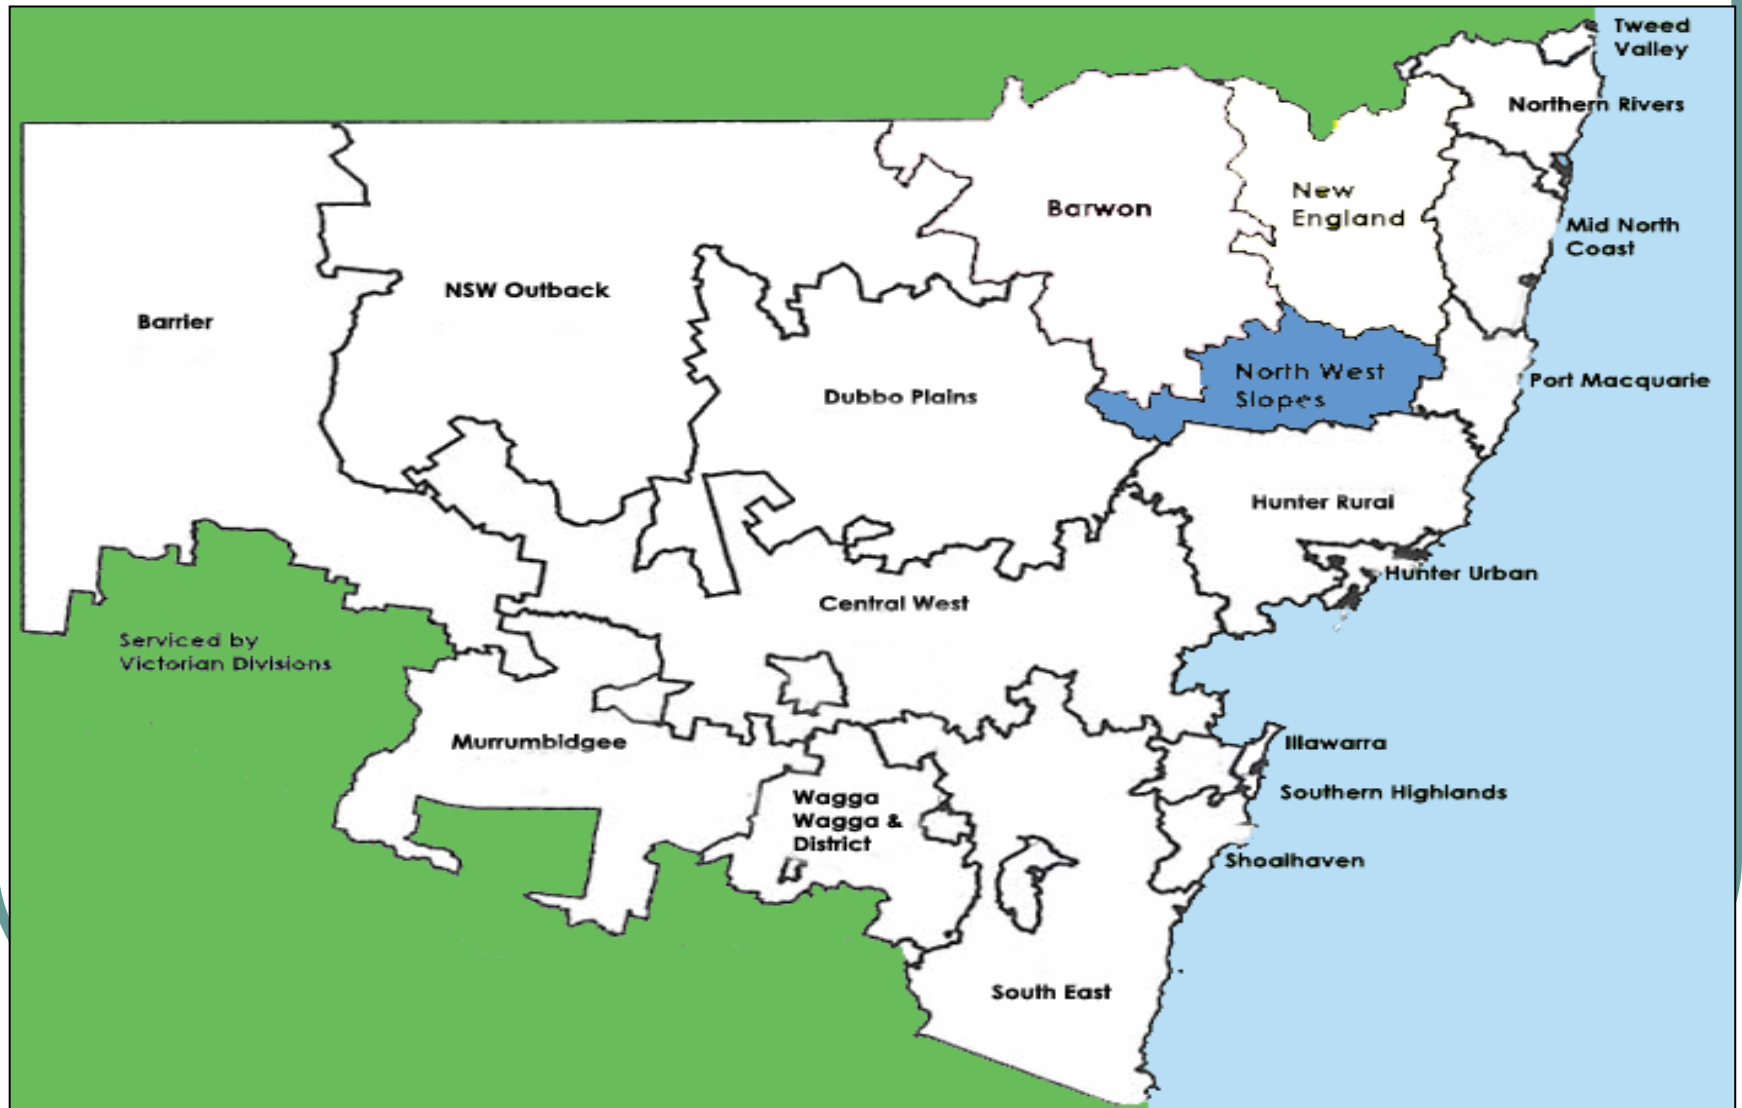 Tweed
Valley
Northern Rivers
New
England
Barwon
Mid North
Coast
NSW Outback
Barrier
North West
Slopes
Port Macquarie
Dubbo Plains
Hunter Rural
Hunter Urban
Central West
Serviced by
Victorian Divisions
Murrumbidgee
Illawarra
Southern Highlands
Wagga
Wagga &
District
Shoalhaven
South East